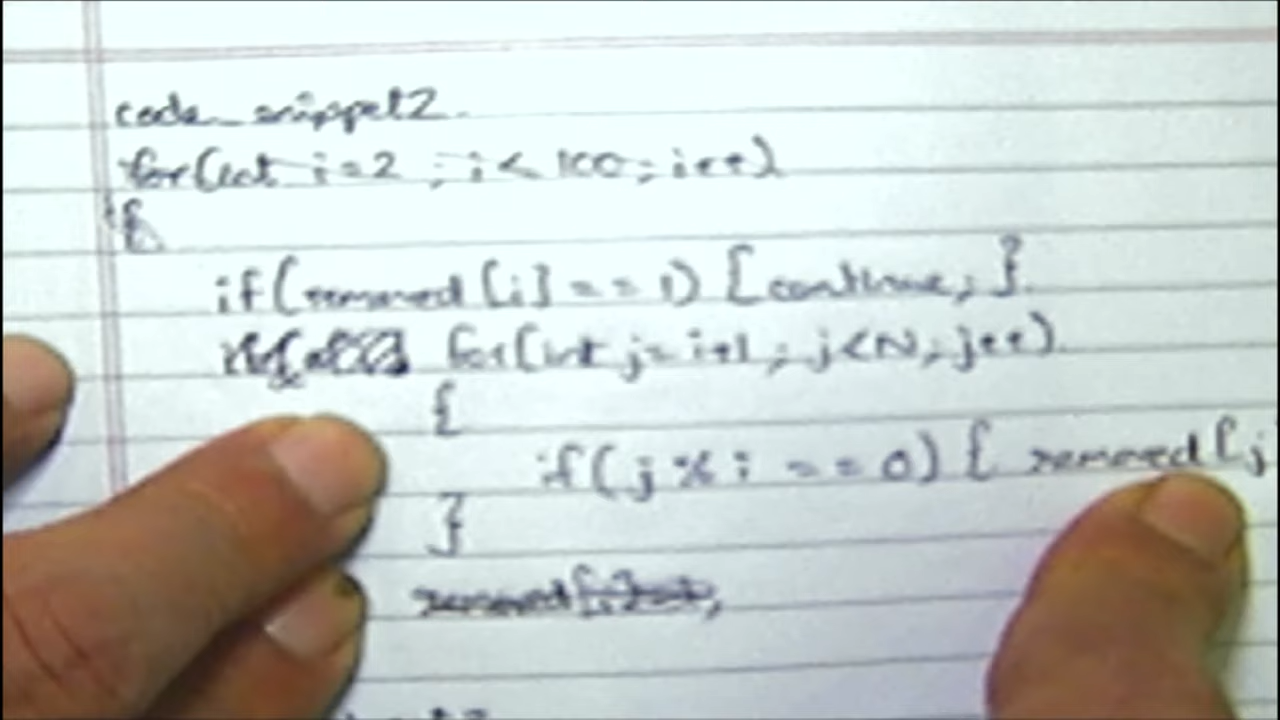 code_snippet2.
for(int i=2 ; i< 100; i++)
{
if(removed[i]==1) {continue; }
for(int j=i+1 ; j<N; j++)
{
if(j % i ==0) { removed[j
}